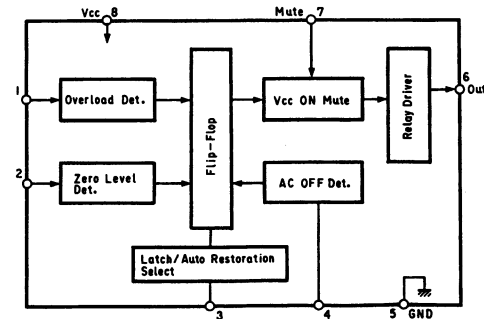 Vcc 8
Mute 7
1
Overload Det.
Flip-Flop
Vcc ON Mute
Relay Driver
6
Out
2
Zero Level
Det.
AC OFF Det.
Latch/Auto Restoration
Select
3
4
5 GND